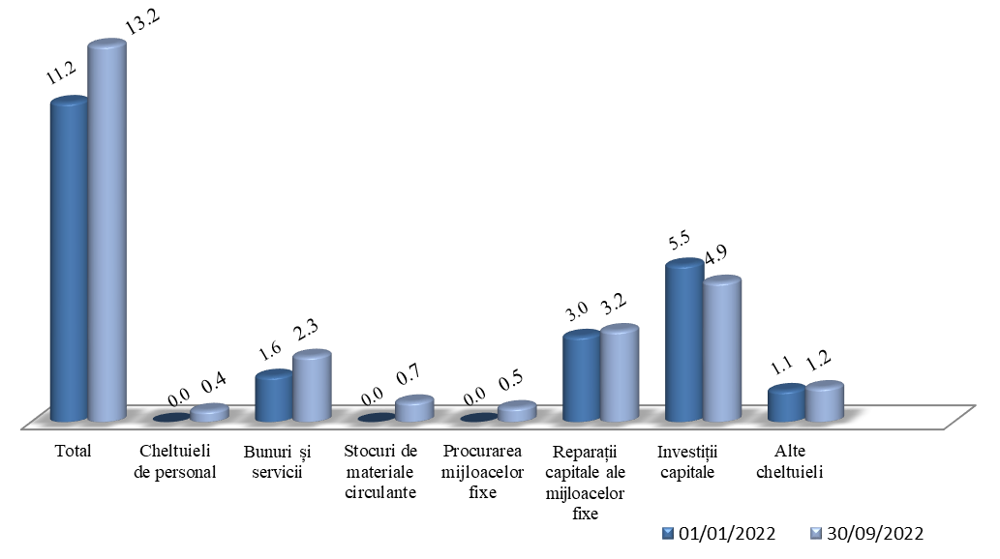 13.2
11.2
5.5
4.9
3.0
3.2
2.3
1.6
1.1
1.2
0.0
0.4
0.0
0.7
0.0
0.5
Total
Cheltuieli
de personal
Bunuri și
servicii
Stocuri de
materiale
circulante
Procurarea
mijloacelor
fixe
Reparații
capitale ale
mijloacelor
fixe
Investiții
capitale
Alte
cheltuieli
01/01/2022
30/09/2022